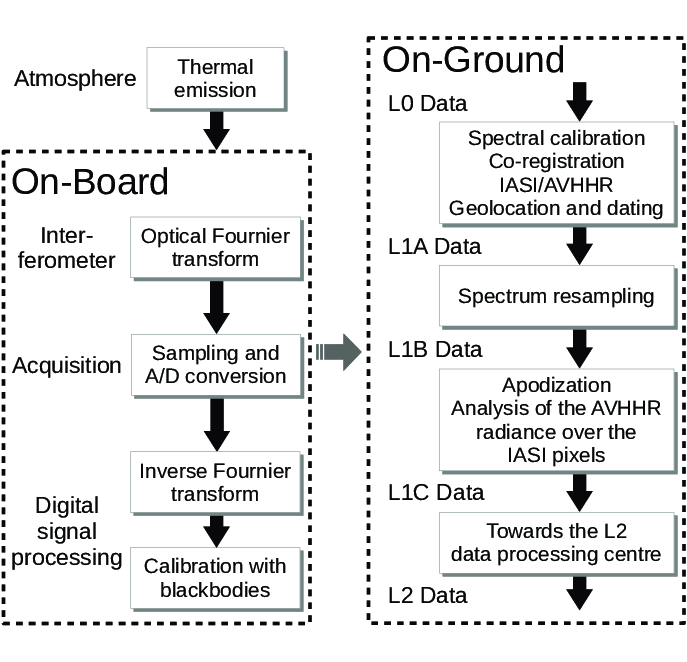 Atmosphere
Thermal
emission
On-Board
Inter-
ferometer
Optical Fournier
transform
Acquisition
Sampling and
A/D conversion
Digital
signal
processing
Inverse Fournier
transform
Calibration with
blackbodies
On-Ground
L0 Data
Spectral calibration
Co-registration
IASI/AVHHR
Geolocation and dating
L1A Data
Spectrum resampling
L1B Data
Apodization
Analysis of the AVHHR
radiance over the
IASI pixels
L1C Data
Towards the L2
data processing centre
L2 Data